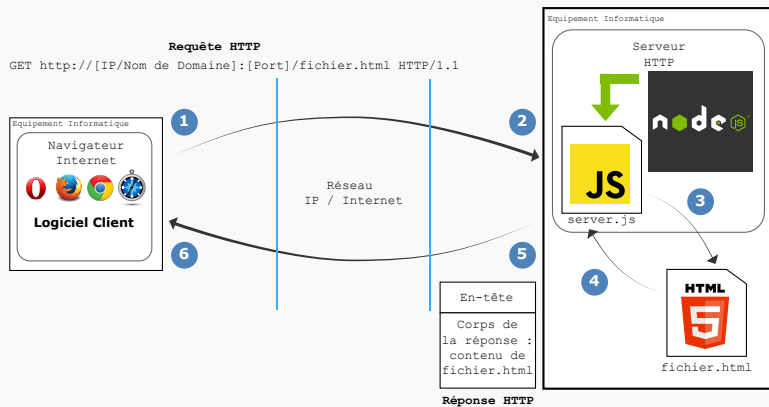 Requête HTTP
GET http://[IP/Nom de Domaine]:[Port]/fichier.html HTTP/1.1
1
2
Equipement Informatique
Navigateur
Internet
Logiciel Client
Réseau
IP / Internet
6
5
En-tête
Corps de
la réponse :
contenu de
fichier.html
Réponse HTTP
Equipement Informatique
Serveur
HTTP
node JS
JS
server.js
3
4
HTML
5
fichier.html